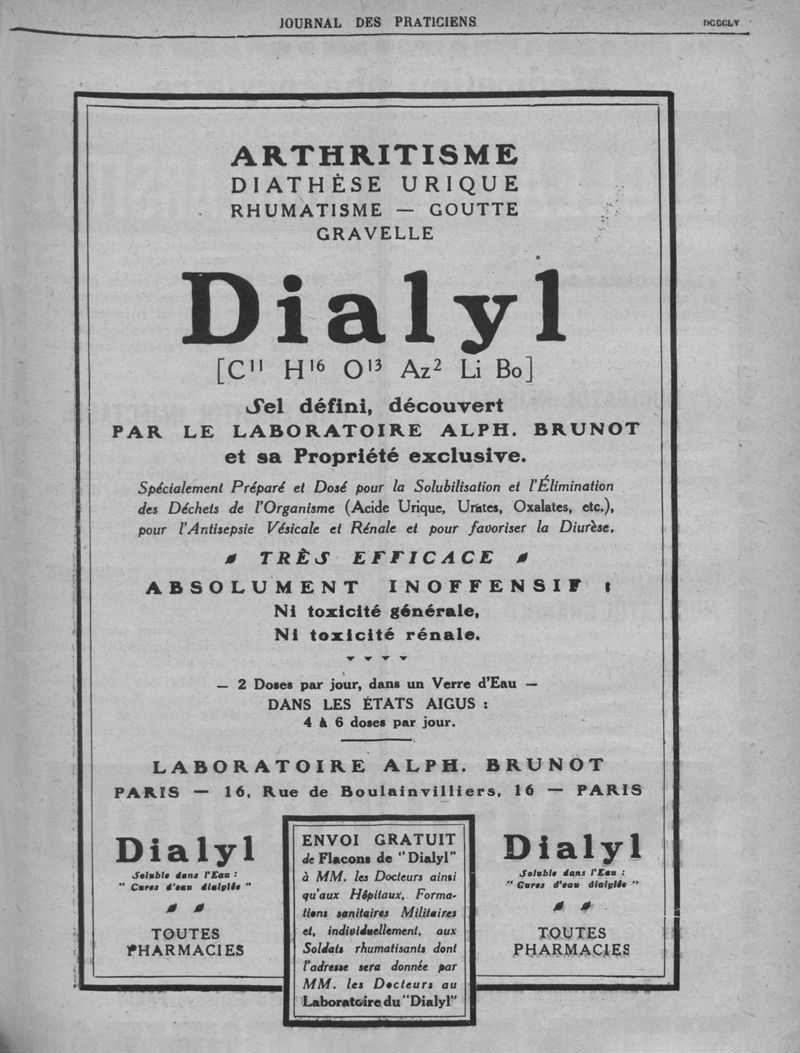 JOURNAL DES PRATICIENS
DCCCLV
ARTHRITISME
DIATHÈSE URIQUE
RHUMATISME — GOUTTE
GRAVELLE
Dialyl
[C¹¹ H¹⁶ O¹³ Az² Li Bo]
Sel défini, découvert
PAR LE LABORATOIRE ALPH. BRUNOT
et sa Propriété exclusive.
Spécialement Préparé et Dosé pour la Solubilisation et l'Élimination
des Déchets de l'Organisme (Acide Urique, Urates, Oxalates, etc.),
pour l'Antisepsie Vésicale et Rénale et pour favoriser la Diurèse.
TRÈS EFFICACE
ABSOLUMENT INOFFENSIF :
Ni toxicité générale,
Ni toxicité rénale.
— 2 Doses par jour, dans un Verre d'Eau —
DANS LES ÉTATS AIGUS :
4 à 6 doses par jour.
LABORATOIRE ALPH. BRUNOT
PARIS — 16, Rue de Boulainvilliers, 16 — PARIS
Dialyl
Soluble dans l'Eau :
" Cures d'eau dialylée "
TOUTES
PHARMACIES
ENVOI GRATUIT
de Flacons de "Dialyl"
à MM. les Docteurs ainsi
qu'aux Hôpitaux, Forma-
tions sanitaires Militaires
et, individuellement, aux
Soldats rhumatisants dont
l'adresse sera donnée par
MM. les Docteurs au
Laboratoire du "Dialyl"
Dialyl
Soluble dans l'Eau :
" Cures d'eau dialylée "
TOUTES
PHARMACIES